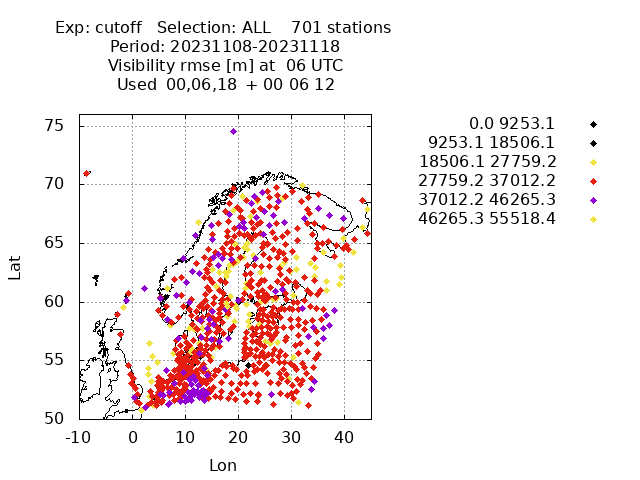 Exp: cutoff   Selection: ALL    701 stations
Period: 20231108-20231118
Visibility rmse [m] at  06 UTC
Used  00,06,18  + 00 06 12
0.0 9253.1
9253.1 18506.1
18506.1 27759.2
27759.2 37012.2
37012.2 46265.3
46265.3 55518.4
75
70
65
60
55
50
Lat
-10 0 10 20 30 40
Lon